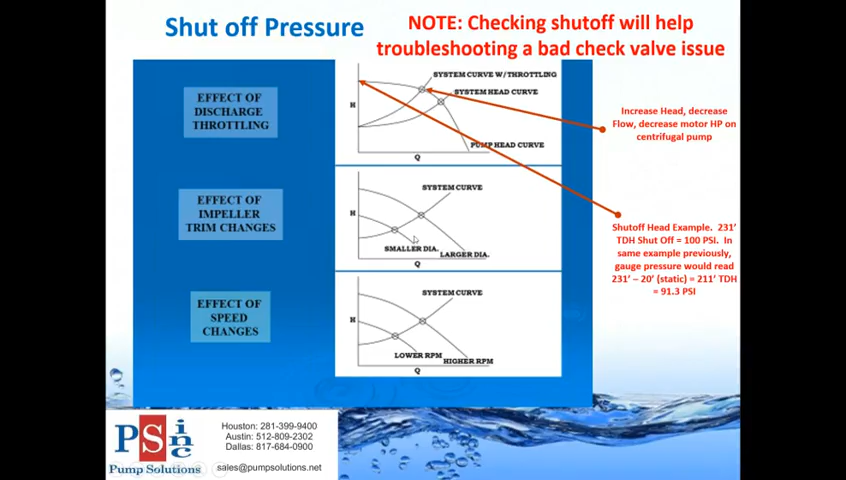 Shut off Pressure
NOTE: Checking shutoff will help
troubleshooting a bad check valve issue
EFFECT OF
DISCHARGE
THROTTLING
SYSTEM CURVE W/THROTTLING
SYSTEM HEAD CURVE
H
PUMP HEAD CURVE
Q
Increase Head, decrease
Flow, decrease motor HP on
centrifugal pump
EFFECT OF
IMPELLER
TRIM CHANGES
SYSTEM CURVE
H
SMALLER DIA.
LARGER DIA.
Q
Shutoff Head Example. 231'
TDH Shut Off = 100 PSI. In
same example previously,
gauge pressure would read
231' – 20' (static) = 211' TDH
= 91.3 PSI
EFFECT OF
SPEED
CHANGES
SYSTEM CURVE
H
LOWER RPM
HIGHER RPM
Q
PS inc
Pump Solutions
Houston: 281-399-9400
Austin: 512-809-2302
Dallas: 817-684-0900
sales@pumpsolutions.net